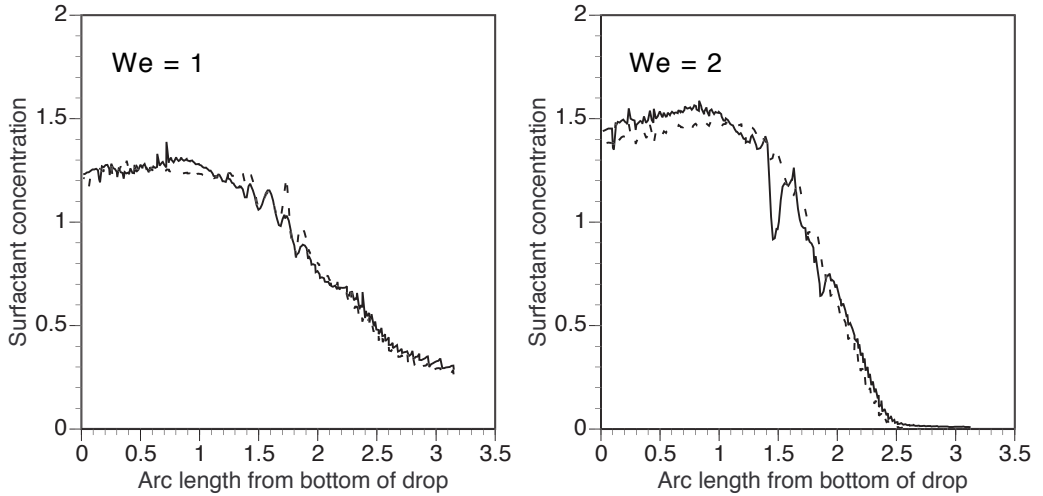 We = 1
Surfactant concentration
2
1.5
1
0.5
0
0 0.5 1 1.5 2 2.5 3 3.5
Arc length from bottom of drop
We = 2
Surfactant concentration
2
1.5
1
0.5
0
0 0.5 1 1.5 2 2.5 3 3.5
Arc length from bottom of drop